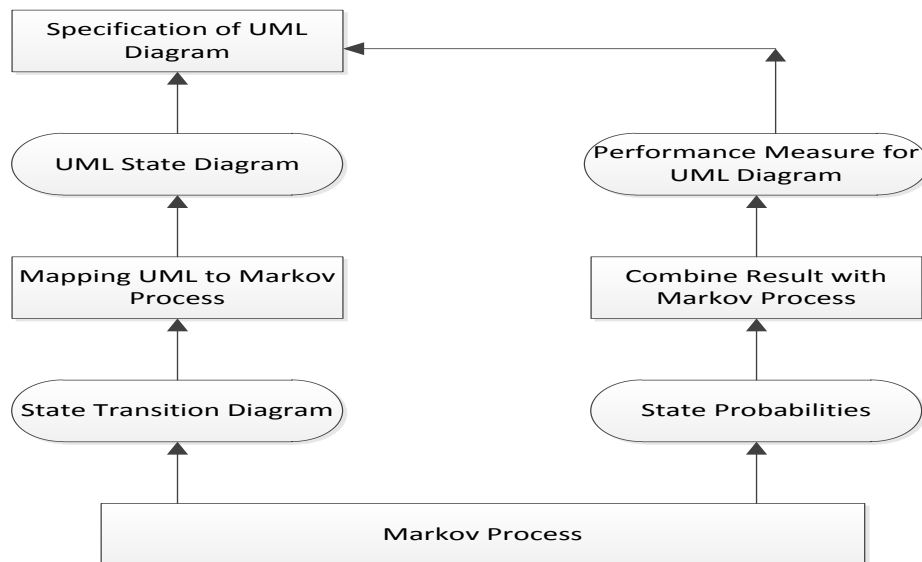 Specification of UML
Diagram
UML State Diagram
Performance Measure for
UML Diagram
Mapping UML to Markov
Process
Combine Result with
Markov Process
State Transition Diagram
State Probabilities
Markov Process